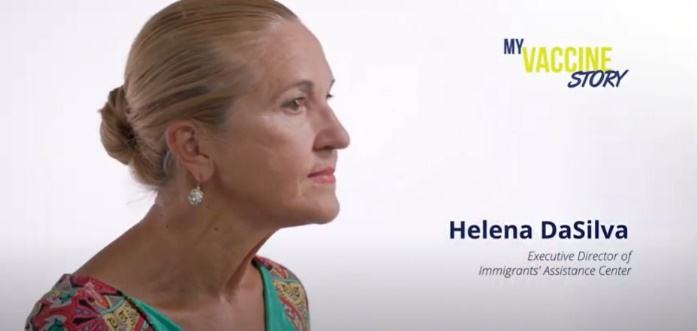 MY
VACCINE
STORY
Helena DaSilva
Executive Director of
Immigrants' Assistance Center